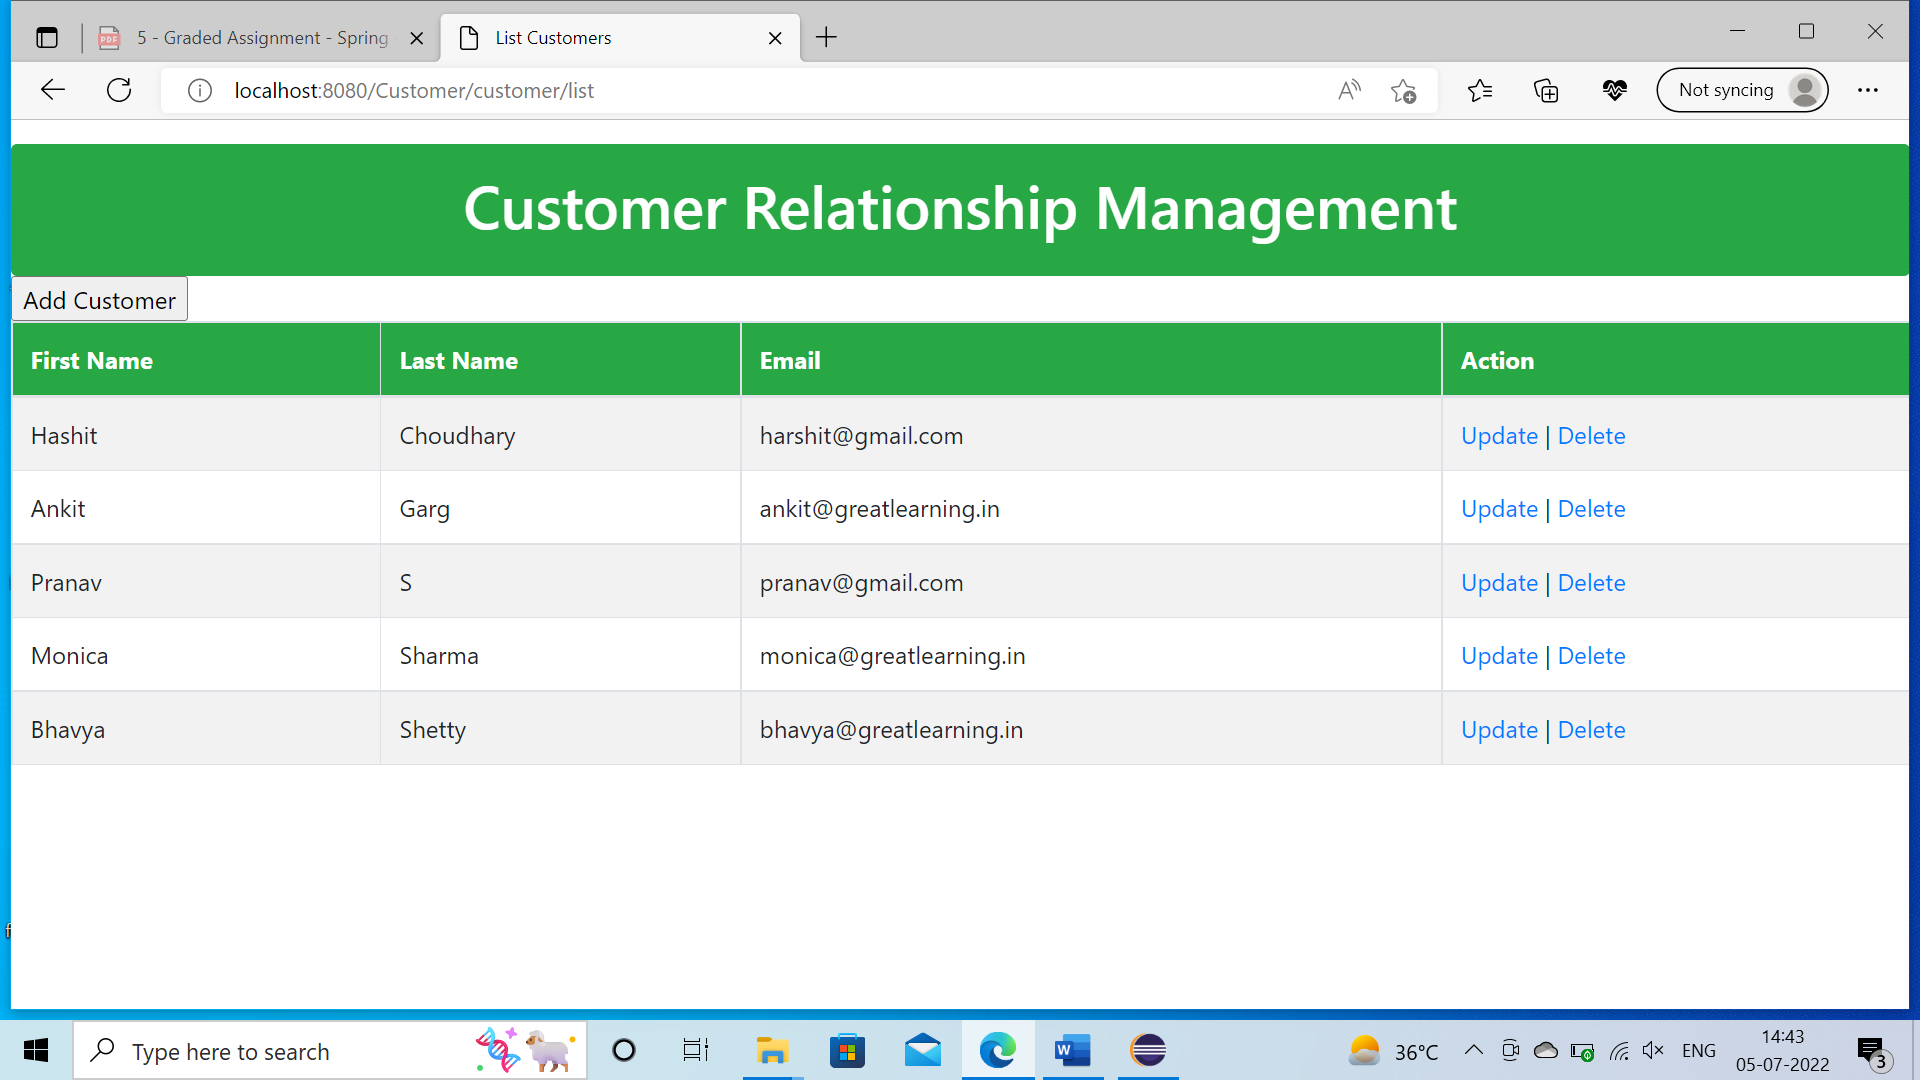 5 - Graded Assignment - Spring
List Customers
localhost:8080/Customer/customer/list
Not syncing
Customer Relationship Management
Add Customer
First Name Last Name Email Action
Hashit Choudhary harshit@gmail.com Update | Delete
Ankit Garg ankit@greatlearning.in Update | Delete
Pranav S pranav@gmail.com Update | Delete
Monica Sharma monica@greatlearning.in Update | Delete
Bhavya Shetty bhavya@greatlearning.in Update | Delete
Type here to search
36°C
ENG
14:43
05-07-2022
3